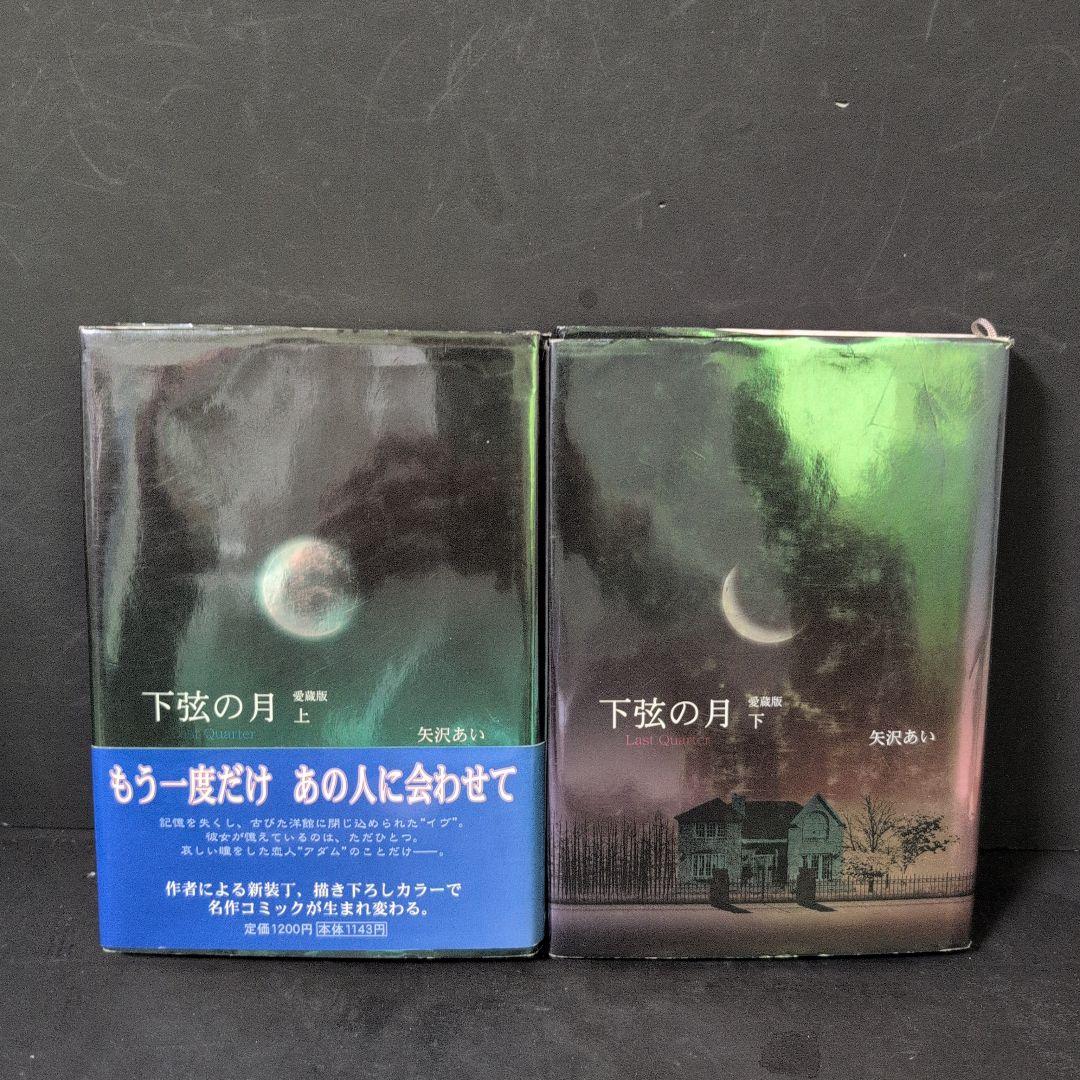 下弦の月 愛蔵版 上
Last Quarter
矢沢あい
もう一度だけ あの人に会わせて
記憶を失くし、古びた洋館に閉じ込められた“イヴ”。
彼女が憶えているのは、ただひとつ。
哀しい瞳をした恋人“アダム”のことだけ――。
作者による新装丁、描き下ろしカラーで
名作コミックが生まれ変わる。
定価1200円 本体1143円
下弦の月 愛蔵版 下
Last Quarter
矢沢あい